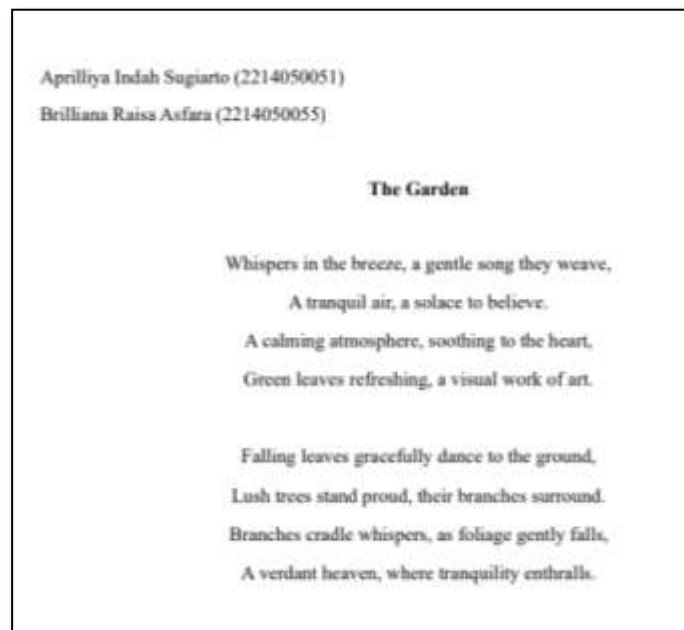 Aprilliya Indah Sugiarto (2214050051)
Brilliana Raisa Asfara (2214050055)
The Garden
Whispers in the breeze, a gentle song they weave,
A tranquil air, a solace to believe.
A calming atmosphere, soothing to the heart,
Green leaves refreshing, a visual work of art.
Falling leaves gracefully dance to the ground,
Lush trees stand proud, their branches surround.
Branches cradle whispers, as foliage gently falls,
A verdant heaven, where tranquility enthralls.